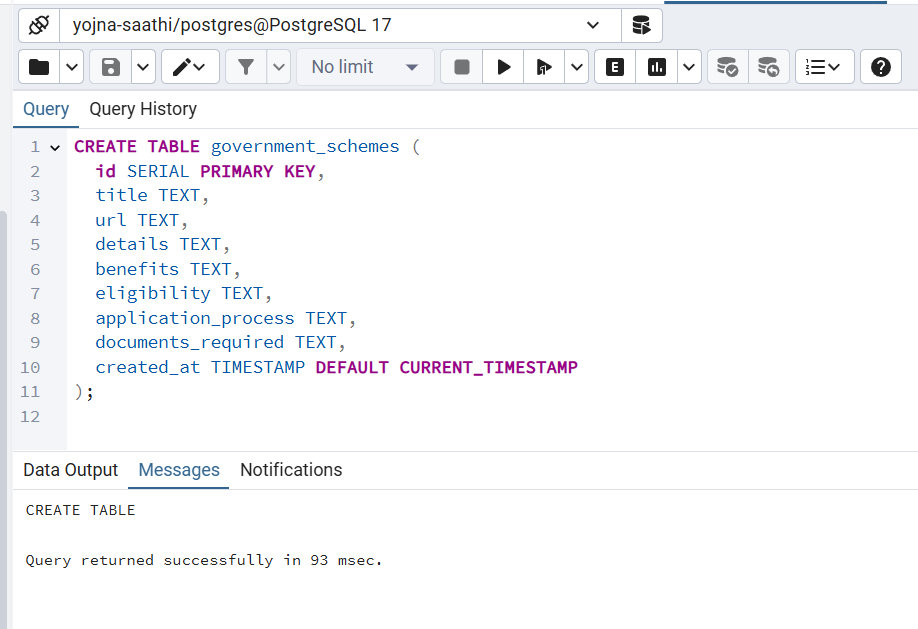 yojna-saathi/postgres@PostgreSQL 17
No limit
E
Query Query History
1 CREATE TABLE government_schemes (
2 id SERIAL PRIMARY KEY,
3 title TEXT,
4 url TEXT,
5 details TEXT,
6 benefits TEXT,
7 eligibility TEXT,
8 application_process TEXT,
9 documents_required TEXT,
10 created_at TIMESTAMP DEFAULT CURRENT_TIMESTAMP
11 );
12
Data Output Messages Notifications
CREATE TABLE
Query returned successfully in 93 msec.